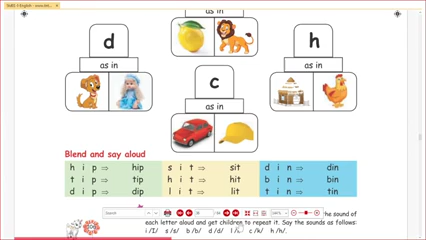 as in
d
as in
h
as in
c
as in
Blend and say aloud
h i p ⇒ hip
t i p ⇒ tip
d i p ⇒ dip
s i t ⇒ sit
h i t ⇒ hit
l i t ⇒ lit
d i n ⇒ din
b i n ⇒ bin
t i n ⇒ tin
Search
the sound of
each letter aloud and get children to repeat it. Say the sounds as follows:
i /I/, s /s/ b /b/ d /d/ l /l/ c /k/ h /h/.
106